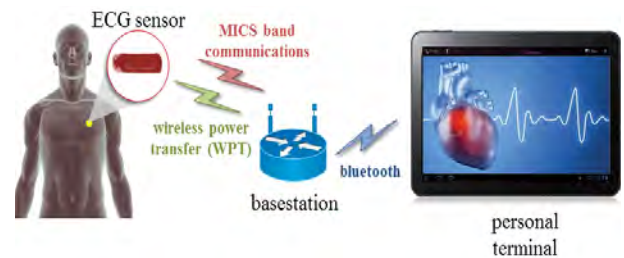 ECG sensor
MICS band
communications
wireless power
transfer (WPT)
bluetooth
basestation
personal
terminal